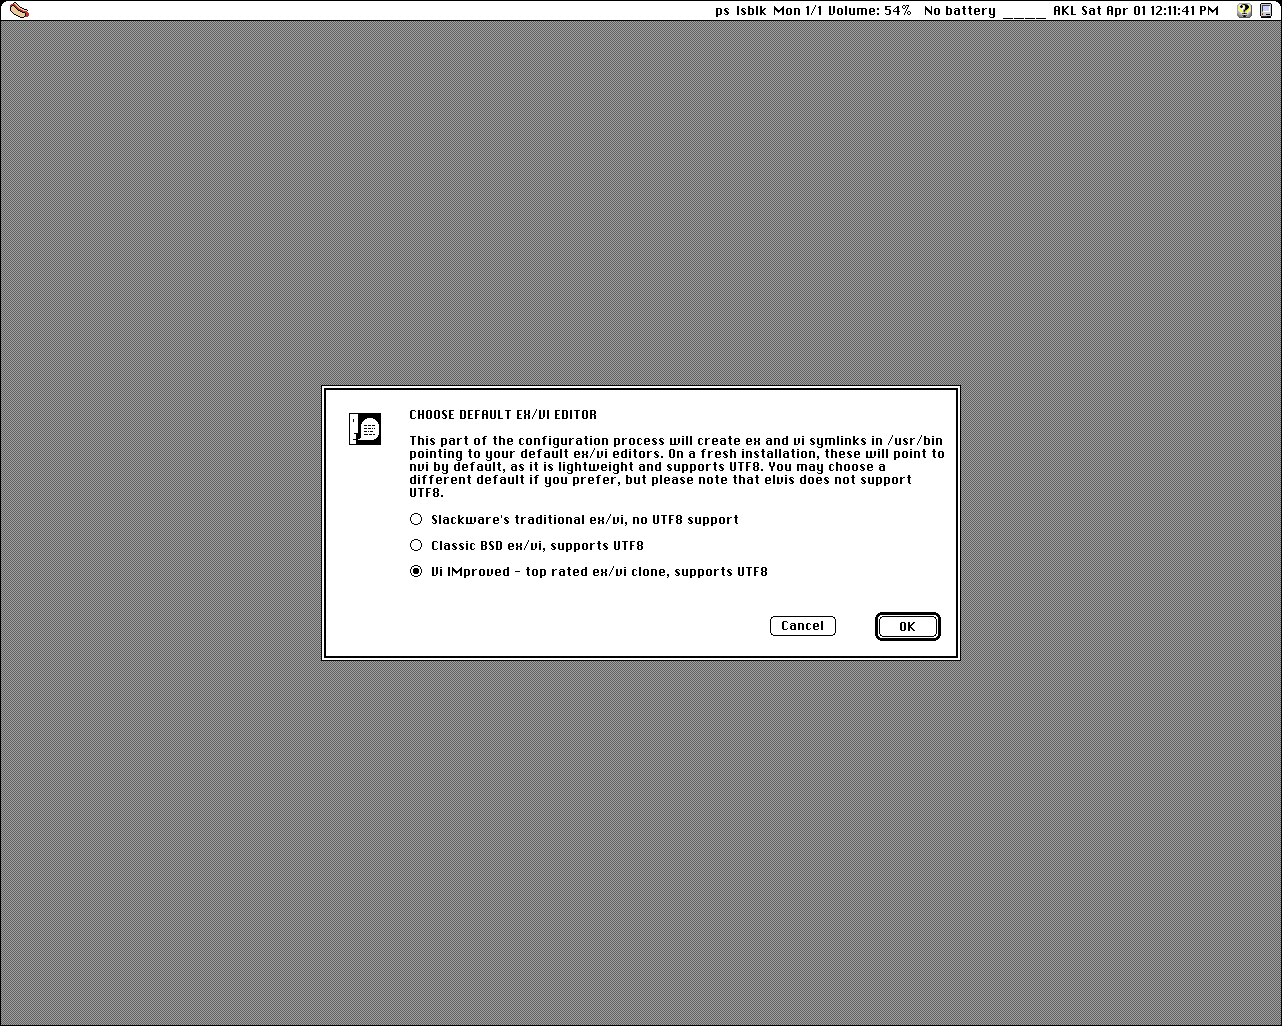 ps lsblk Mon 1/1 Volume: 54% No battery ____ AKL Sat Apr 01 12:11:41 PM
CHOOSE DEFAULT EX/VI EDITOR
This part of the configuration process will create ex and vi symlinks in /usr/bin
pointing to your default ex/vi editors. On a fresh installation, these will point to
nvi by default, as it is lightweight and supports UTF8. You may choose a
different default if you prefer, but please note that elvis does not support
UTF8.
Slackware's traditional ex/vi, no UTF8 support
Classic BSD ex/vi, supports UTF8
Vi IMproved - top rated ex/vi clone, supports UTF8
Cancel OK